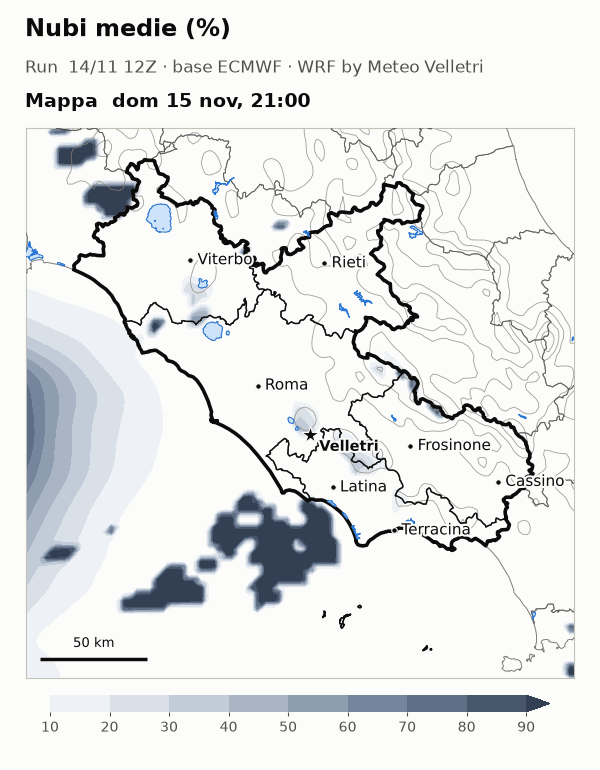 Nubi medie (%)
Run  14/11 12Z · base ECMWF · WRF by Meteo Velletri
Mappa  dom 15 nov, 21:00
Viterbo
Rieti
Roma
Velletri
Frosinone
Cassino
Latina
Terracina
50 km
10 20 30 40 50 60 70 80 90